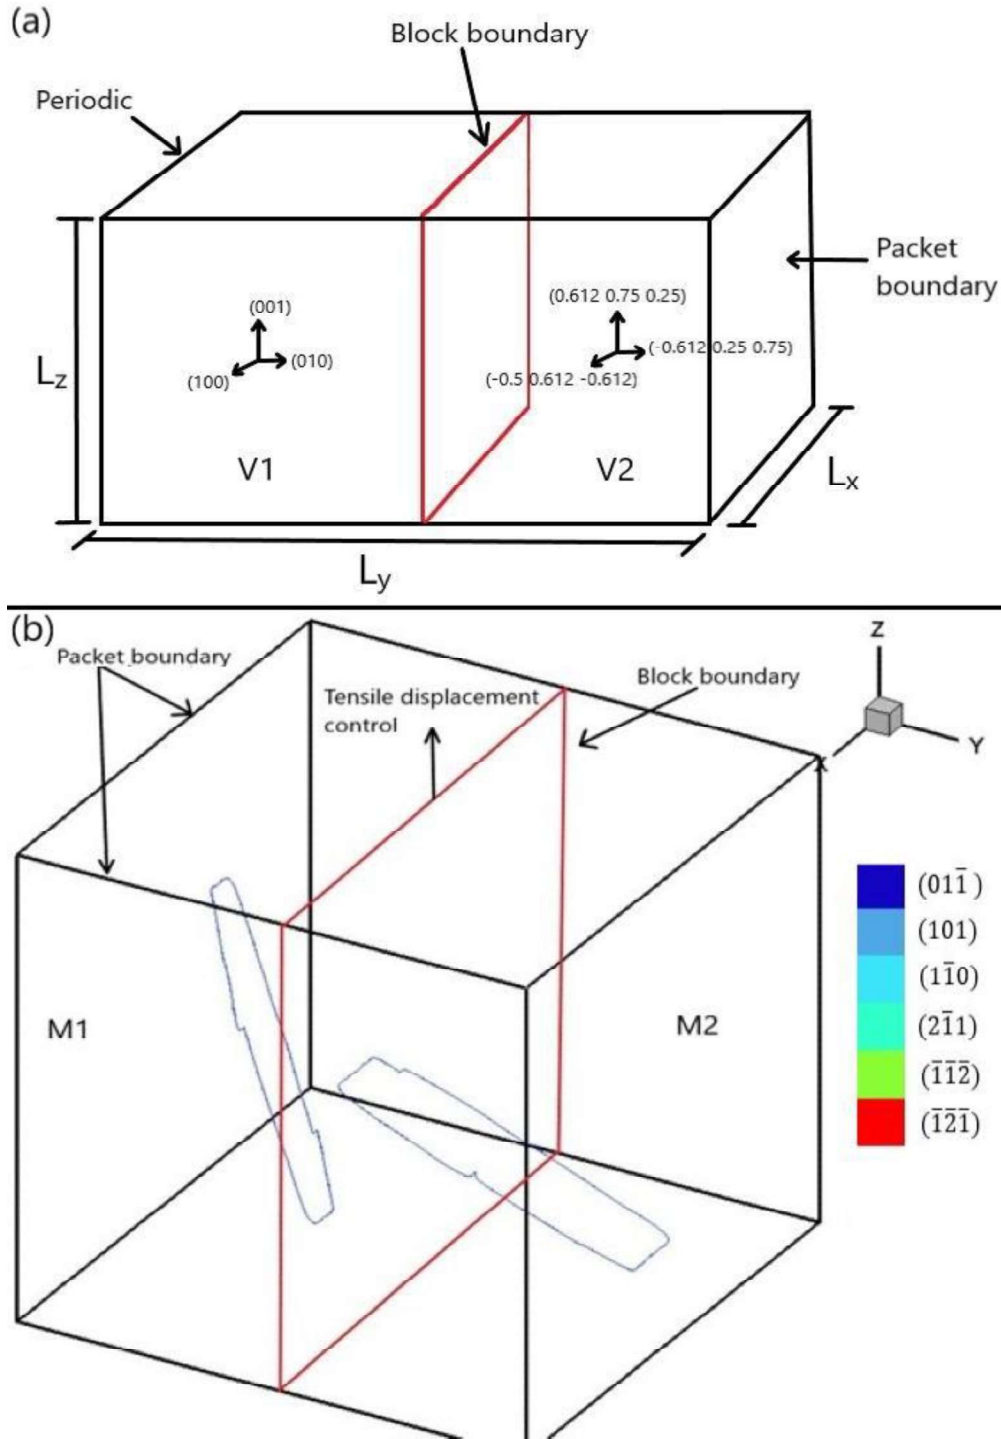 (a)
Block boundary
Periodic
Packet
boundary
(001)
(010)
(100)
(0.612 0.75 0.25)
(-0.612 0.25 0.75)
(-0.5 0.612 -0.612)
Lz
V1
V2
Lx
Ly
(b)
Packet boundary
Tensile displacement
control
Block boundary
Z
Y
X
M1
M2
(011̅)
(101)
(11̅0)
(21̅1)
(1̅1̅2̅)
(1̅2̅1̅)